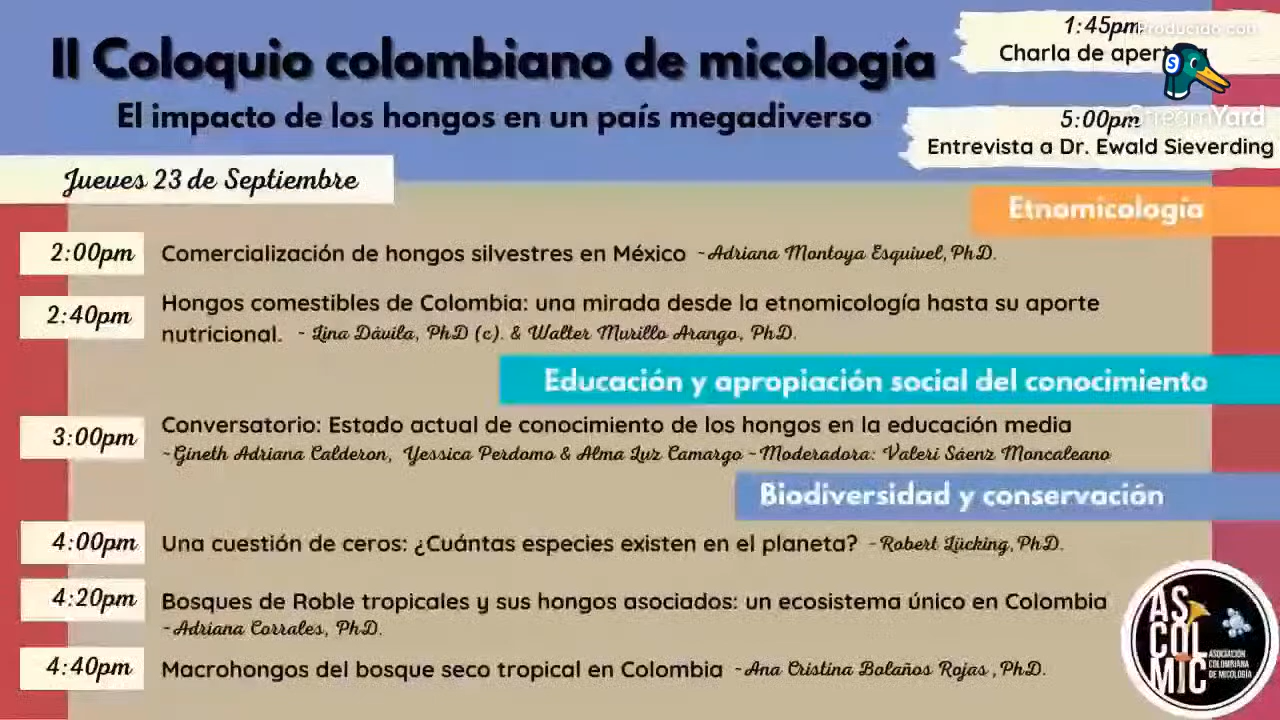 II Coloquio colombiano de micología
El impacto de los hongos en un país megadiverso
1:45pm
Charla de
Producido con
StreamYard
5:00pm
Entrevista a Dr. Ewald Sieverding
Jueves 23 de Septiembre
Etnomicología
2:00pm
Comercialización de hongos silvestres en México -Adriana Montoya Esquivel, PhD.
2:40pm
Hongos comestibles de Colombia: una mirada desde la etnomicología hasta su aporte
nutricional. - Lina Dávila, PhD (c). & Walter Murillo Arango, PhD.
Educación y apropiación social del conocimiento
3:00pm
Conversatorio: Estado actual de conocimiento de los hongos en la educación media
-Gineth Adriana Calderon, Yessica Perdomo & Alma Luz Camargo -Moderadora: Valeri Sáenz Moncaleano
Biodiversidad y conservación
4:00pm
Una cuestión de ceros: ¿Cuántas especies existen en el planeta? -Robert Lücking, PhD.
4:20pm
Bosques de Roble tropicales y sus hongos asociados: un ecosistema único en Colombia
-Adriana Corrales, PhD.
4:40pm
Macrohongos del bosque seco tropical en Colombia -Ana Cristina Bolaños Rojas, PhD.
AS
COL
MIC
ASOCIACIÓN
COLOMBIANA
DE MICOLOGÍA